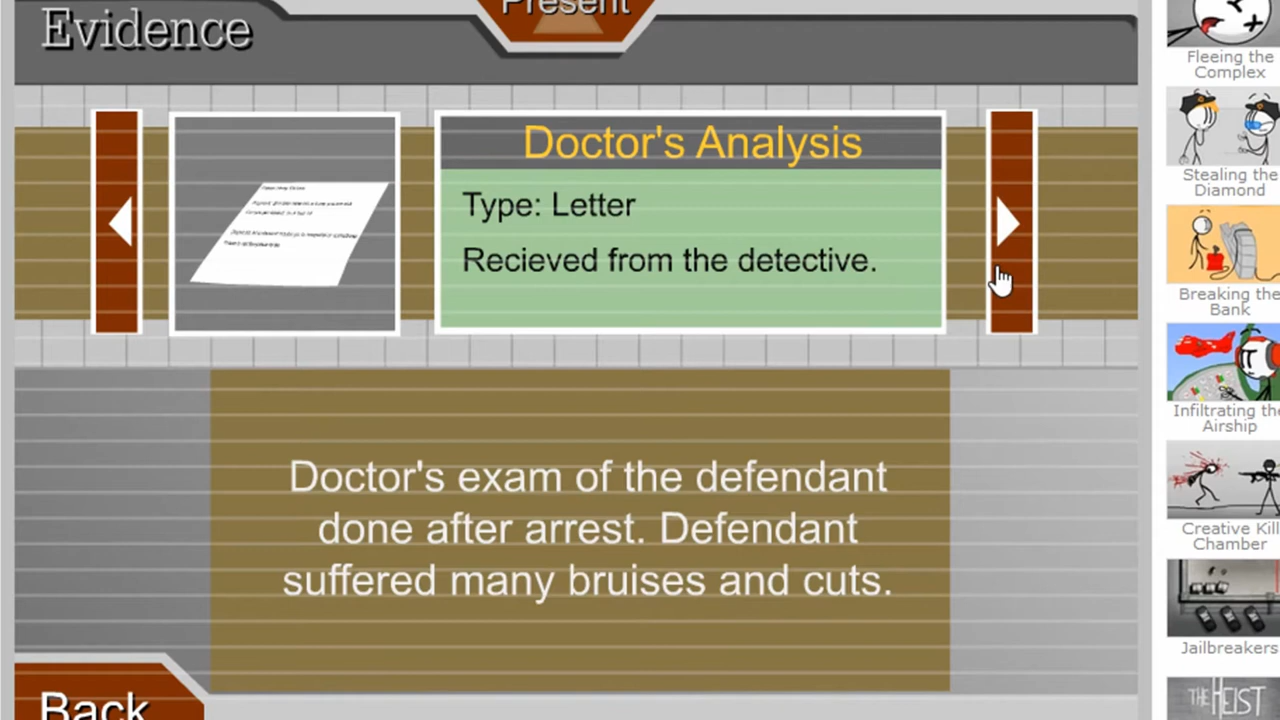 Present
Evidence
Doctor's Analysis
Type: Letter
Recieved from the detective.
Doctor's exam of the defendant
done after arrest. Defendant
suffered many bruises and cuts.
Back
Fleeing the
Complex
Stealing the
Diamond
Breaking the
Bank
Infiltrating the
Airship
Creative Kill
Chamber
Jailbreakers
THE HEIST